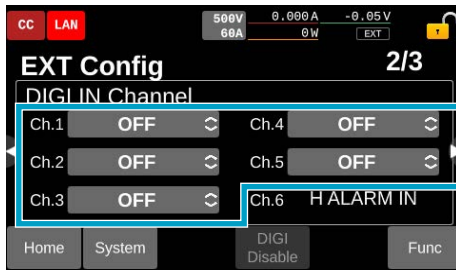 CC LAN 500V 0.000A -0.05V
60A 0W EXT
EXT Config 2/3
DIGI IN Channel
Ch.1 OFF Ch.4 OFF
Ch.2 OFF Ch.5 OFF
Ch.3 OFF Ch.6 H ALARM IN
Home System DIGI Disable Func